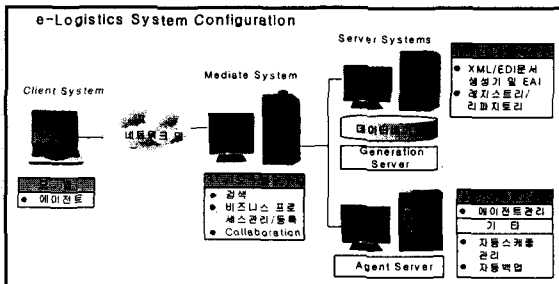 e-Logistics System Configuration
Server Systems
Mediate System
Client System
XML/EDI문서
생성기 및 EAI
레지스트리/
리파지토리
네트워크
데이터베이스
Generation
Server
에이전트
검색
비즈니스 프로
세스관리/등록
Collaboration
에이전트관리
기 타
자동스케줄
관리
자동백업
Agent Server